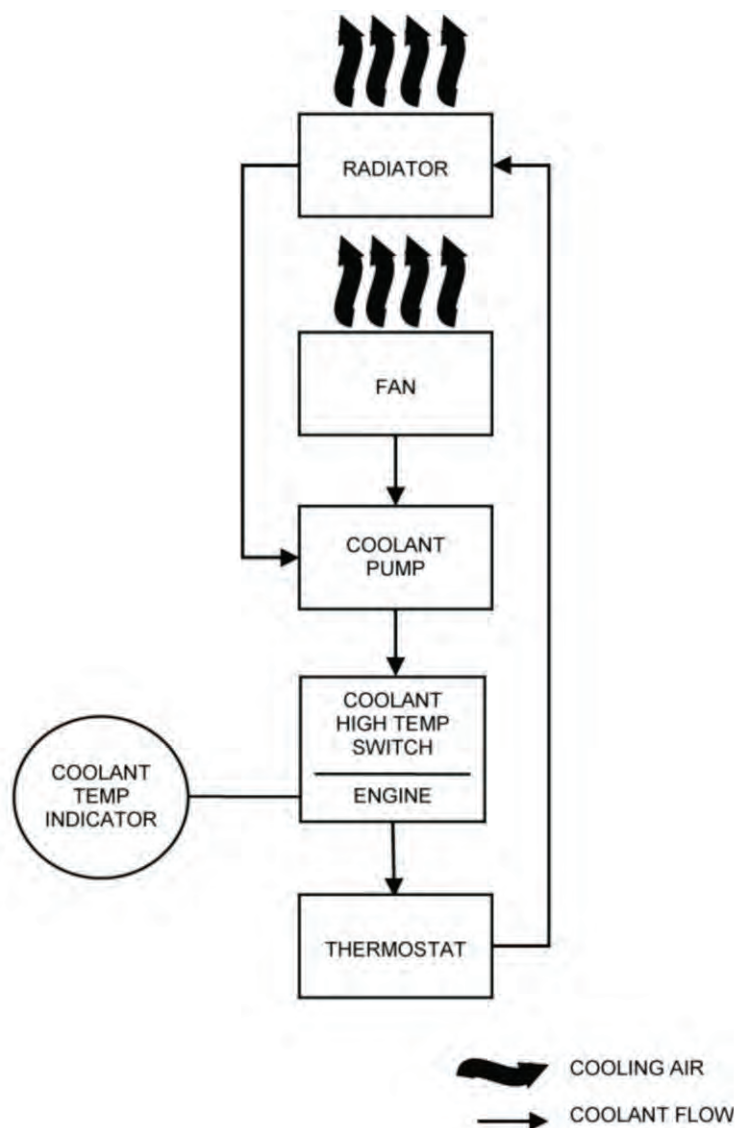 RADIATOR
FAN
COOLANT
PUMP
COOLANT
HIGH TEMP
SWITCH
ENGINE
COOLANT
TEMP
INDICATOR
THERMOSTAT
COOLING AIR
COOLANT FLOW